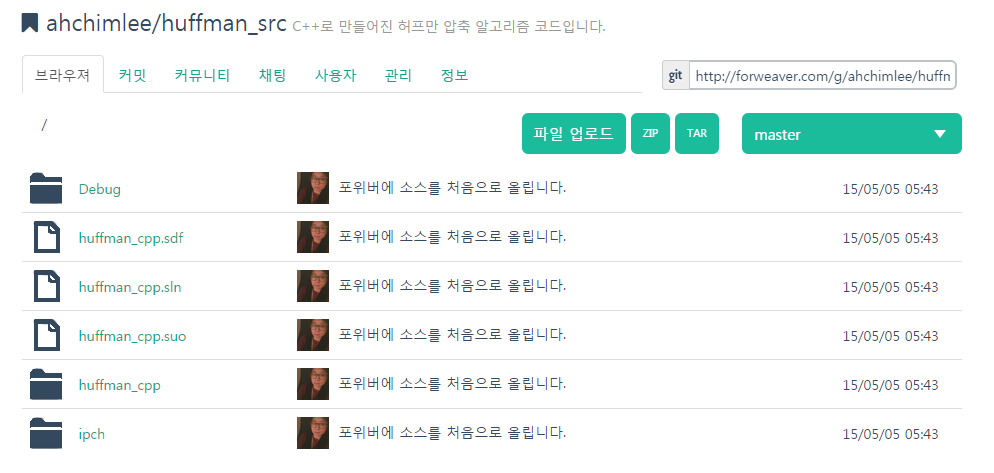 ahchimlee/huffman_src C++로 만들어진 허프만 압축 알고리즘 코드입니다.
브라우져 커밋 커뮤니티 채팅 사용자 관리 정보 git http://forweaver.com/g/ahchimlee/huffn
/ 파일 업로드 ZIP TAR master
Debug 포위버에 소스를 처음으로 올립니다. 15/05/05 05:43
huffman_cpp.sdf 포위버에 소스를 처음으로 올립니다. 15/05/05 05:43
huffman_cpp.sln 포위버에 소스를 처음으로 올립니다. 15/05/05 05:43
huffman_cpp.suo 포위버에 소스를 처음으로 올립니다. 15/05/05 05:43
huffman_cpp 포위버에 소스를 처음으로 올립니다. 15/05/05 05:43
ipch 포위버에 소스를 처음으로 올립니다. 15/05/05 05:43